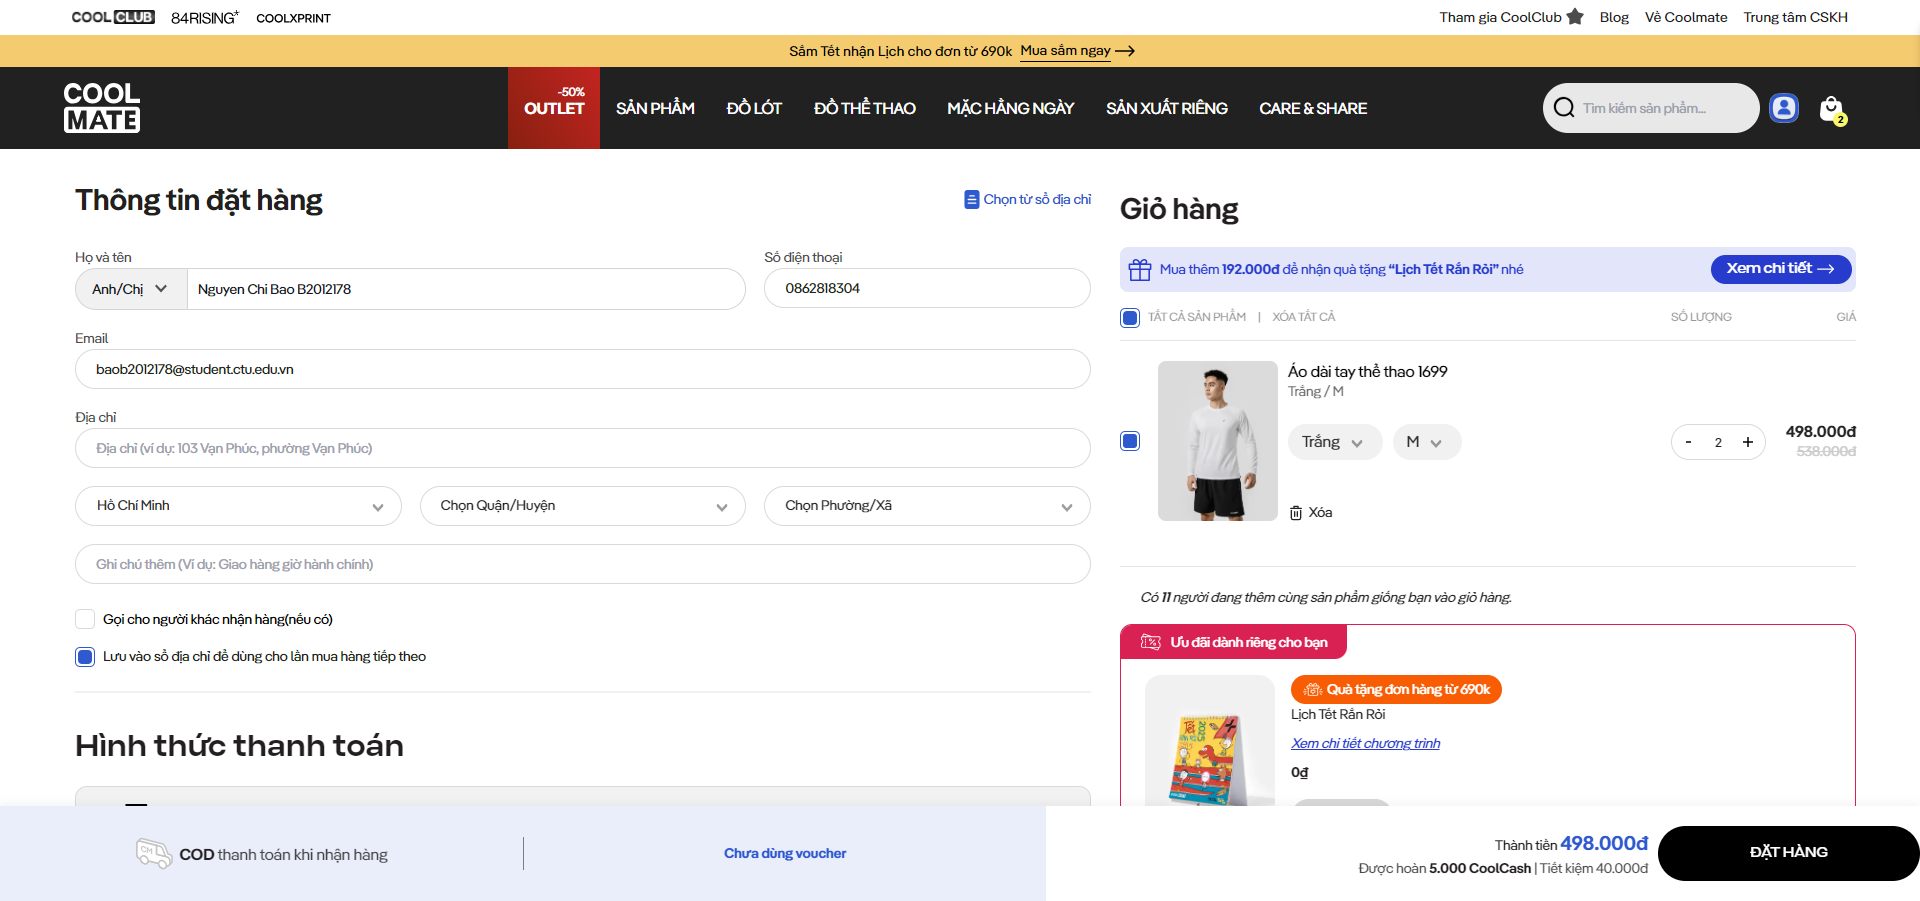 COOL CLUB 84RISING* COOLXPRINT
Tham gia CoolClub Blog Về Coolmate Trung tâm CSKH
Sắm Tết nhận Lịch cho đơn từ 690k Mua sắm ngay
COOL
MATE
-50%
OUTLET SẢN PHẨM ĐỒ LÓT ĐỒ THỂ THAO MẶC HẰNG NGÀY SẢN XUẤT RIÊNG CARE & SHARE
Tìm kiếm sản phẩm...
2
Thông tin đặt hàng
Chọn từ sổ địa chỉ
Họ và tên
Số điện thoại
Anh/Chị
Nguyen Chi Bao B2012178
0862818304
Email
baob2012178@student.ctu.edu.vn
Địa chỉ
Địa chỉ (ví dụ: 103 Vạn Phúc, phường Vạn Phúc)
Hồ Chí Minh
Chọn Quận/Huyện
Chọn Phường/Xã
Ghi chú thêm (Ví dụ: Giao hàng giờ hành chính)
Gọi cho người khác nhận hàng(nếu có)
Lưu vào sổ địa chỉ để dùng cho lần mua hàng tiếp theo
Hình thức thanh toán
Giỏ hàng
Mua thêm 192.000đ để nhận quà tặng “Lịch Tết Rắn Rỏi” nhé
Xem chi tiết
TẤT CẢ SẢN PHẨM | XÓA TẤT CẢ
SỐ LƯỢNG
GIÁ
Áo dài tay thể thao 1699
Trắng / M
Trắng
M
- 2 +
498.000đ
538.000đ
Xóa
Có 11 người đang thêm cùng sản phẩm giống bạn vào giỏ hàng.
Ưu đãi dành riêng cho bạn
Quà tặng đơn hàng từ 690k
Lịch Tết Rắn Rỏi
Xem chi tiết chương trình
0₫
Tết
2025
CM
COD thanh toán khi nhận hàng
Chưa dùng voucher
Thành tiền 498.000đ
Được hoàn 5.000 CoolCash | Tiết kiệm 40.000đ
ĐẶT HÀNG